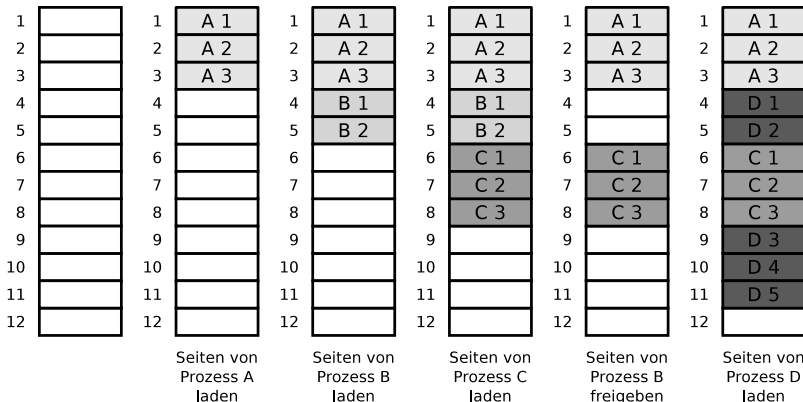 1 1 A 1 1 A 1 1 A 1 1 A 1 1 A 1
2 2 A 2 2 A 2 2 A 2 2 A 2 2 A 2
3 3 A 3 3 A 3 3 A 3 3 A 3 3 A 3
4 4 4 B 1 4 B 1 4 4 D 1
5 5 5 B 2 5 B 2 5 5 D 2
6 6 6 6 C 1 6 C 1 6 C 1
7 7 7 7 C 2 7 C 2 7 C 2
8 8 8 8 C 3 8 C 3 8 C 3
9 9 9 9 9 9 D 3
10 10 10 10 10 10 D 4
11 11 11 11 11 11 D 5
12 12 12 12 12 12
Seiten von Seiten von Seiten von Seiten von Seiten von
Prozess A Prozess B Prozess C Prozess B Prozess D
laden laden laden freigeben laden